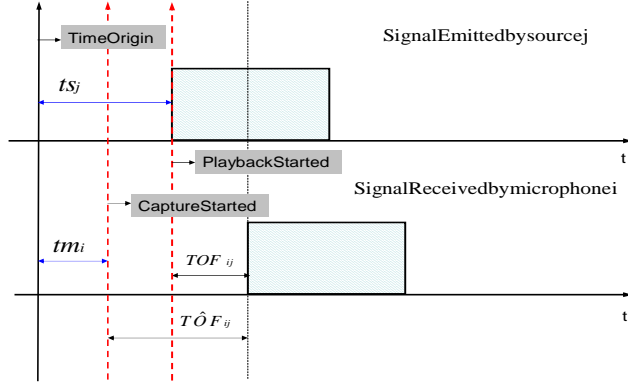 TimeOrigin
SignalEmittedbysourcej
tsj
t
PlaybackStarted
SignalReceivedbymicrophonei
CaptureStarted
tmi
TOF ij
t
TÔF ij